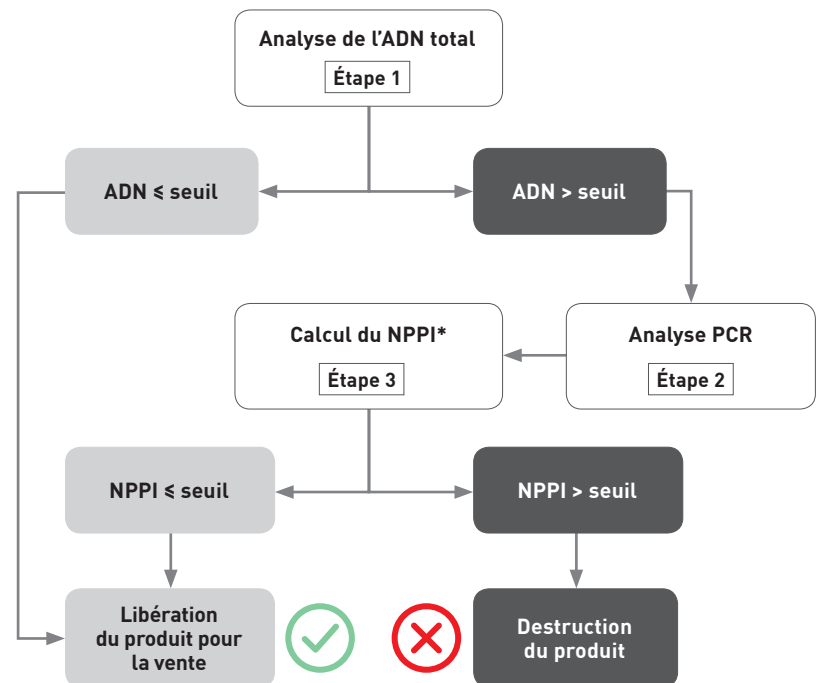 Analyse de l’ADN total
Étape 1
ADN ⩽ seuil
ADN > seuil
Calcul du NPPI*
Étape 3
Analyse PCR
Étape 2
NPPI ⩽ seuil
NPPI > seuil
Libération
du produit pour
la vente
Destruction
du produit